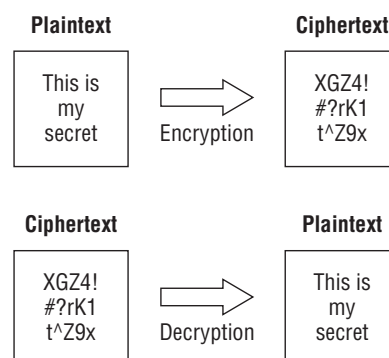 Plaintext
Ciphertext
This is
my
secret
Encryption
XGZ4!
#?rK1
t^Z9x
Ciphertext
Plaintext
XGZ4!
#?rK1
t^Z9x
Decryption
This is
my
secret